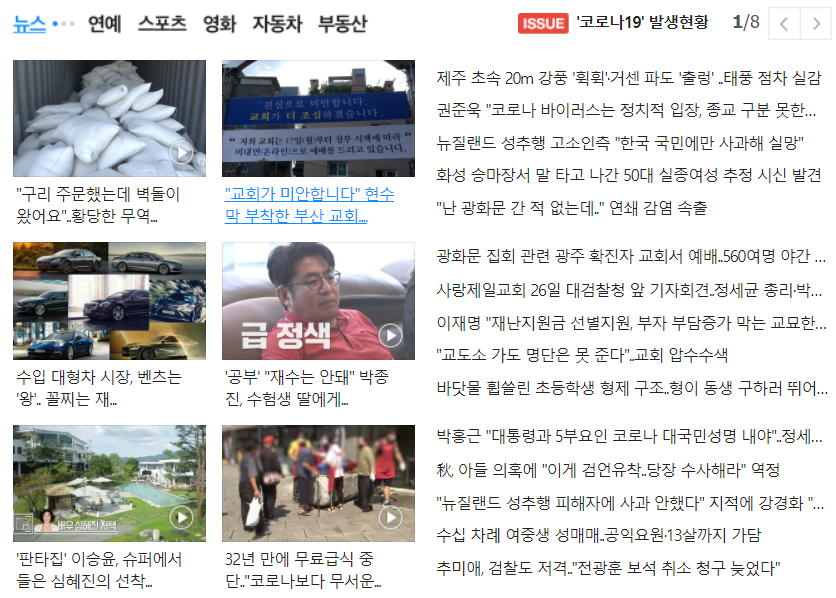 뉴스 연예 스포츠 영화 자동차 부동산
ISSUE '코로나19' 발생현황 1/8
"진심으로 미안합니다.
교회가 더 조심하겠습니다."
"저희 교회는 17일(월)부터 정부 시책에 따라
비대면(온라인)으로 예배를 드리고 있습니다.
"구리 주문했는데 벽돌이
왔어요"..황당한 무역...
"교회가 미안합니다" 현수
막 부착한 부산 교회....
급 정색
수입 대형차 시장, 벤츠는
'왕'.. 꼴찌는 재...
'공부' "재수는 안돼" 박종
진, 수험생 딸에게...
배우 심혜진 저택
'판타집' 이승윤, 슈퍼에서
들은 심혜진의 선착...
32년 만에 무료급식 중
단.."코로나보다 무서운...
제주 초속 20m 강풍 '휙휙'·거센 파도 '출렁' ..태풍 점차 실감
권준욱 "코로나 바이러스는 정치적 입장, 종교 구분 못한...
뉴질랜드 성추행 고소인측 "한국 국민에만 사과해 실망"
화성 승마장서 말 타고 나간 50대 실종여성 추정 시신 발견
"난 광화문 간 적 없는데.." 연쇄 감염 속출
광화문 집회 관련 광주 확진자 교회서 예배..560여명 야간 ...
사랑제일교회 26일 대검찰청 앞 기자회견..정세균 총리·박...
이재명 "재난지원금 선별지원, 부자 부담증가 막는 교묘한...
"교도소 가도 명단은 못 준다"..교회 압수수색
바닷물 휩쓸린 초등학생 형제 구조..형이 동생 구하러 뛰어...
박홍근 "대통령과 5부요인 코로나 대국민성명 내야"..정세...
秋, 아들 의혹에 "이게 검언유착..당장 수사해라" 역정
"뉴질랜드 성추행 피해자에 사과 안했다" 지적에 강경화 "...
수십 차례 여중생 성매매..공익요원·13살까지 가담
추미애, 검찰도 저격.."전광훈 보석 취소 청구 늦었다"